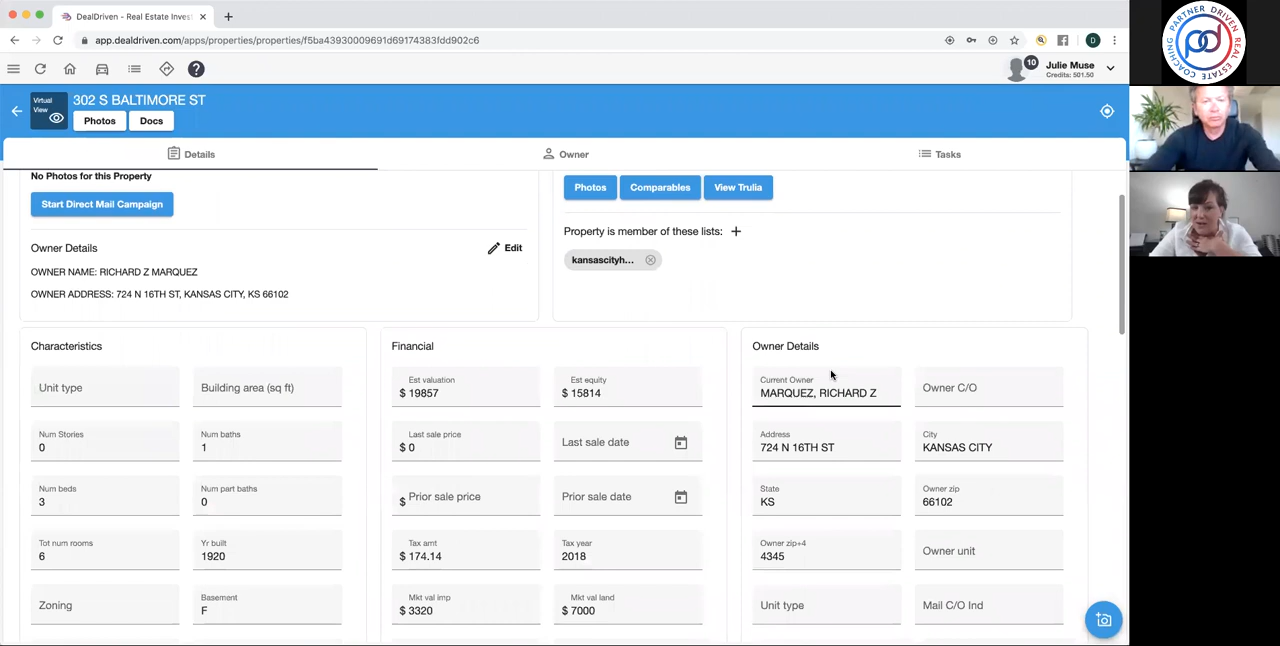 DealDriven - Real Estate Invest
app.dealdriven.com/apps/properties/properties/f5ba43930009691d69174383fdd902c6
D
10
Julie Muse
Credits: 501.50
Virtual
View
302 S BALTIMORE ST
Photos
Docs
Details
Owner
Tasks
No Photos for this Property
Start Direct Mail Campaign
Photos
Comparables
View Trulia
Property is member of these lists:
kansascityh...
Owner Details
Edit
OWNER NAME: RICHARD Z MARQUEZ
OWNER ADDRESS: 724 N 16TH ST, KANSAS CITY, KS 66102
Characteristics
Unit type
Building area (sq ft)
Num Stories
0
Num baths
1
Num beds
3
Num part baths
0
Tot num rooms
6
Yr built
1920
Zoning
Basement
F
Financial
Est valuation
$ 19857
Est equity
$ 15814
Last sale price
$ 0
Last sale date
Prior sale price
$
Prior sale date
Tax amt
$ 174.14
Tax year
2018
Mkt val imp
$ 3320
Mkt val land
$ 7000
Owner Details
Current Owner
MARQUEZ, RICHARD Z
Owner C/O
Address
724 N 16TH ST
City
KANSAS CITY
State
KS
Owner zip
66102
Owner zip+4
4345
Owner unit
Unit type
Mail C/O Ind
PARTNER DRIVEN
REAL ESTATE COACHING
pd